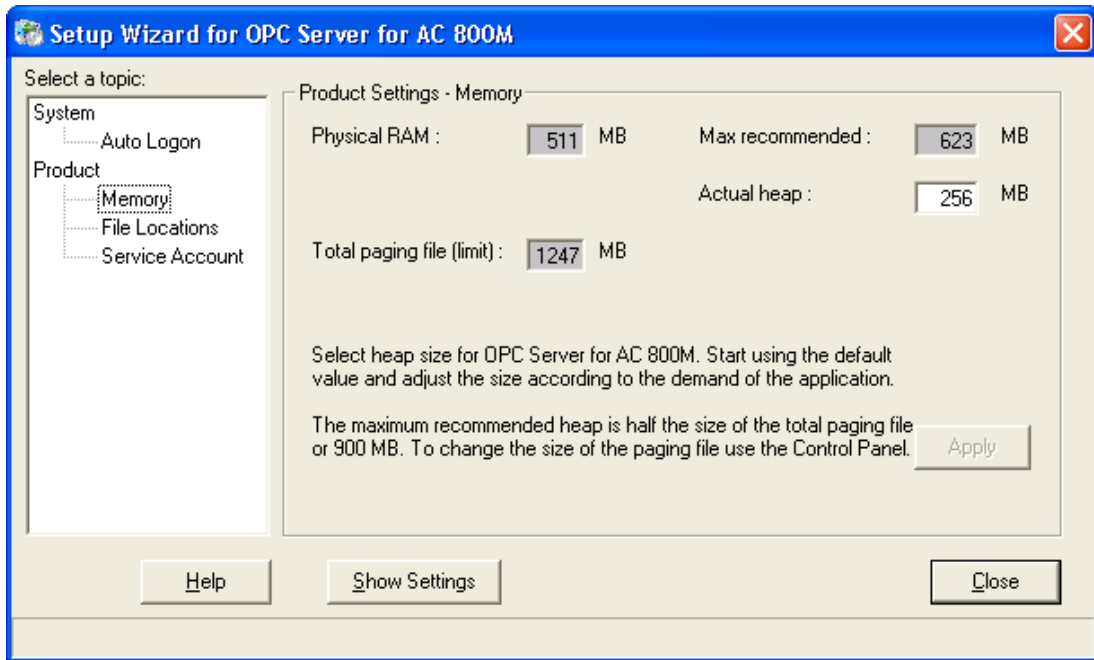 Setup Wizard for OPC Server for AC 800M
Select a topic:
System
Auto Logon
Product
Memory
File Locations
Service Account
Product Settings - Memory
Physical RAM : 511 MB Max recommended : 623 MB
Actual heap : 256 MB
Total paging file (limit) : 1247 MB
Select heap size for OPC Server for AC 800M. Start using the default
value and adjust the size according to the demand of the application.
The maximum recommended heap is half the size of the total paging file
or 900 MB. To change the size of the paging file use the Control Panel.
Apply
Help Show Settings Close